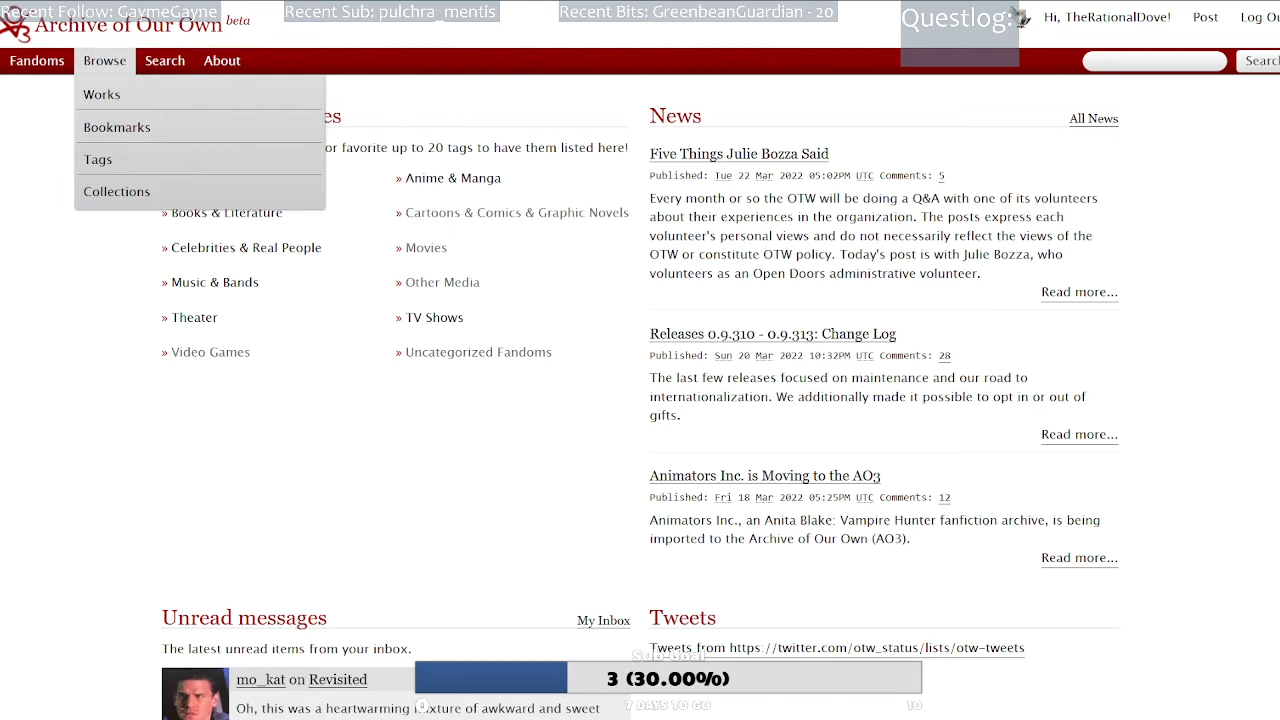 Recent Follow: GaymeGayne
Recent Sub: pulchra_mentis
Recent Bits: GreenbeanGuardian - 20
Questlog:
Archive of Our Own beta
Hi, TheRationalDove!
Post
Log
Fandoms
Browse
Search
About
Works
Bookmarks
Tags
Collections
or favorite up to 20 tags to have them listed here!
» Anime & Manga
» Books & Literature
» Cartoons & Comics & Graphic Novels
» Celebrities & Real People
» Movies
» Music & Bands
» Other Media
» Theater
» TV Shows
» Video Games
» Uncategorized Fandoms
News
All News
Five Things Julie Bozza Said
Published: Tue 22 Mar 2022 05:02PM UTC Comments: 5
Every month or so the OTW will be doing a Q&A with one of its volunteers
about their experiences in the organization. The posts express each
volunteer's personal views and do not necessarily reflect the views of the
OTW or constitute OTW policy. Today's post is with Julie Bozza, who
volunteers as an Open Doors administrative volunteer.
Read more...
Releases 0.9.310 - 0.9.313: Change Log
Published: Sun 20 Mar 2022 10:32PM UTC Comments: 28
The last few releases focused on maintenance and our road to
internationalization. We additionally made it possible to opt in or out of
gifts.
Read more...
Animators Inc. is Moving to the AO3
Published: Fri 18 Mar 2022 05:25PM UTC Comments: 12
Animators Inc., an Anita Blake: Vampire Hunter fanfiction archive, is being
imported to the Archive of Our Own (AO3).
Read more...
Unread messages
My Inbox
The latest unread items from your inbox.
mo_kat on Revisited
Oh, this was a heartwarming mixture of awkward and sweet
Tweets
Tweets from https://twitter.com/otw_status/lists/otw-tweets
Sub Goal
3 (30.00%)
0
7 DAYS TO GO
10